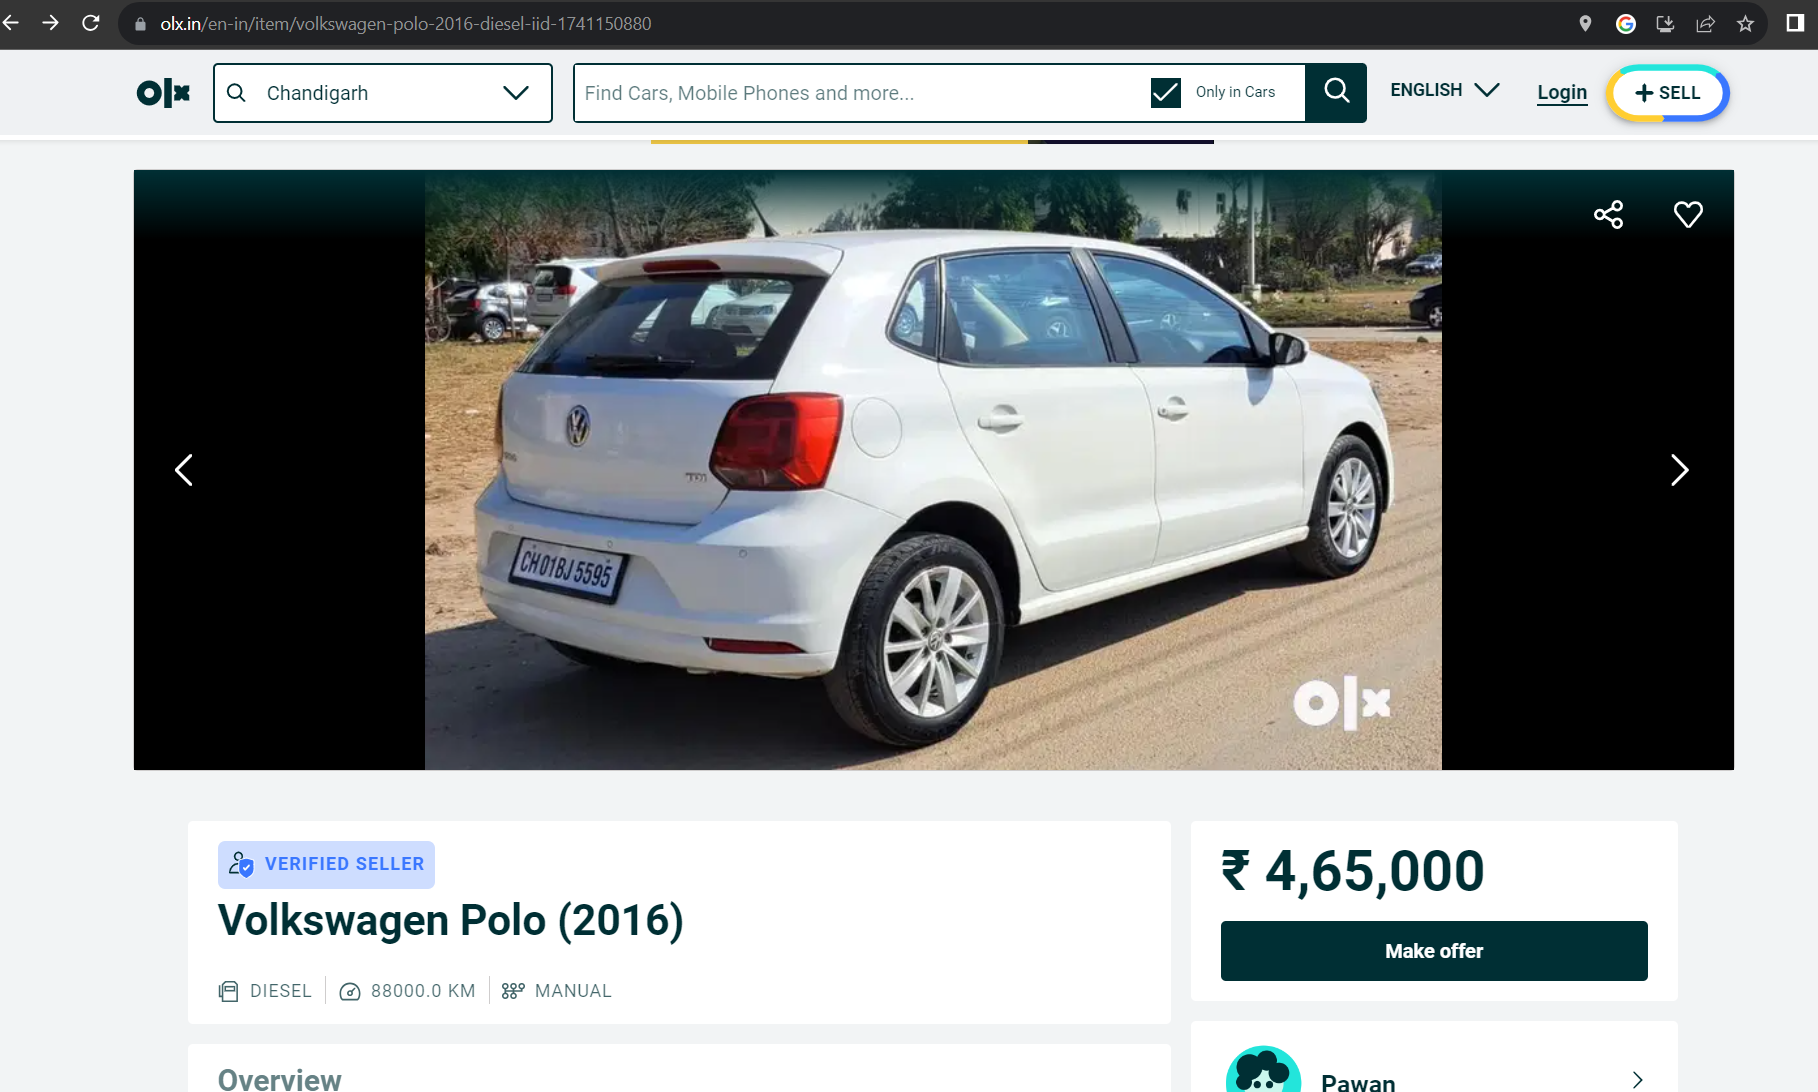 olx.in/en-in/item/volkswagen-polo-2016-diesel-iid-1741150880
olx
Chandigarh
Find Cars, Mobile Phones and more...
Only in Cars
ENGLISH
Login
+ SELL
TDI
CH01BJ5595
olx
VERIFIED SELLER
Volkswagen Polo (2016)
DIESEL
88000.0 KM
MANUAL
₹ 4,65,000
Make offer
Overview
Pawan